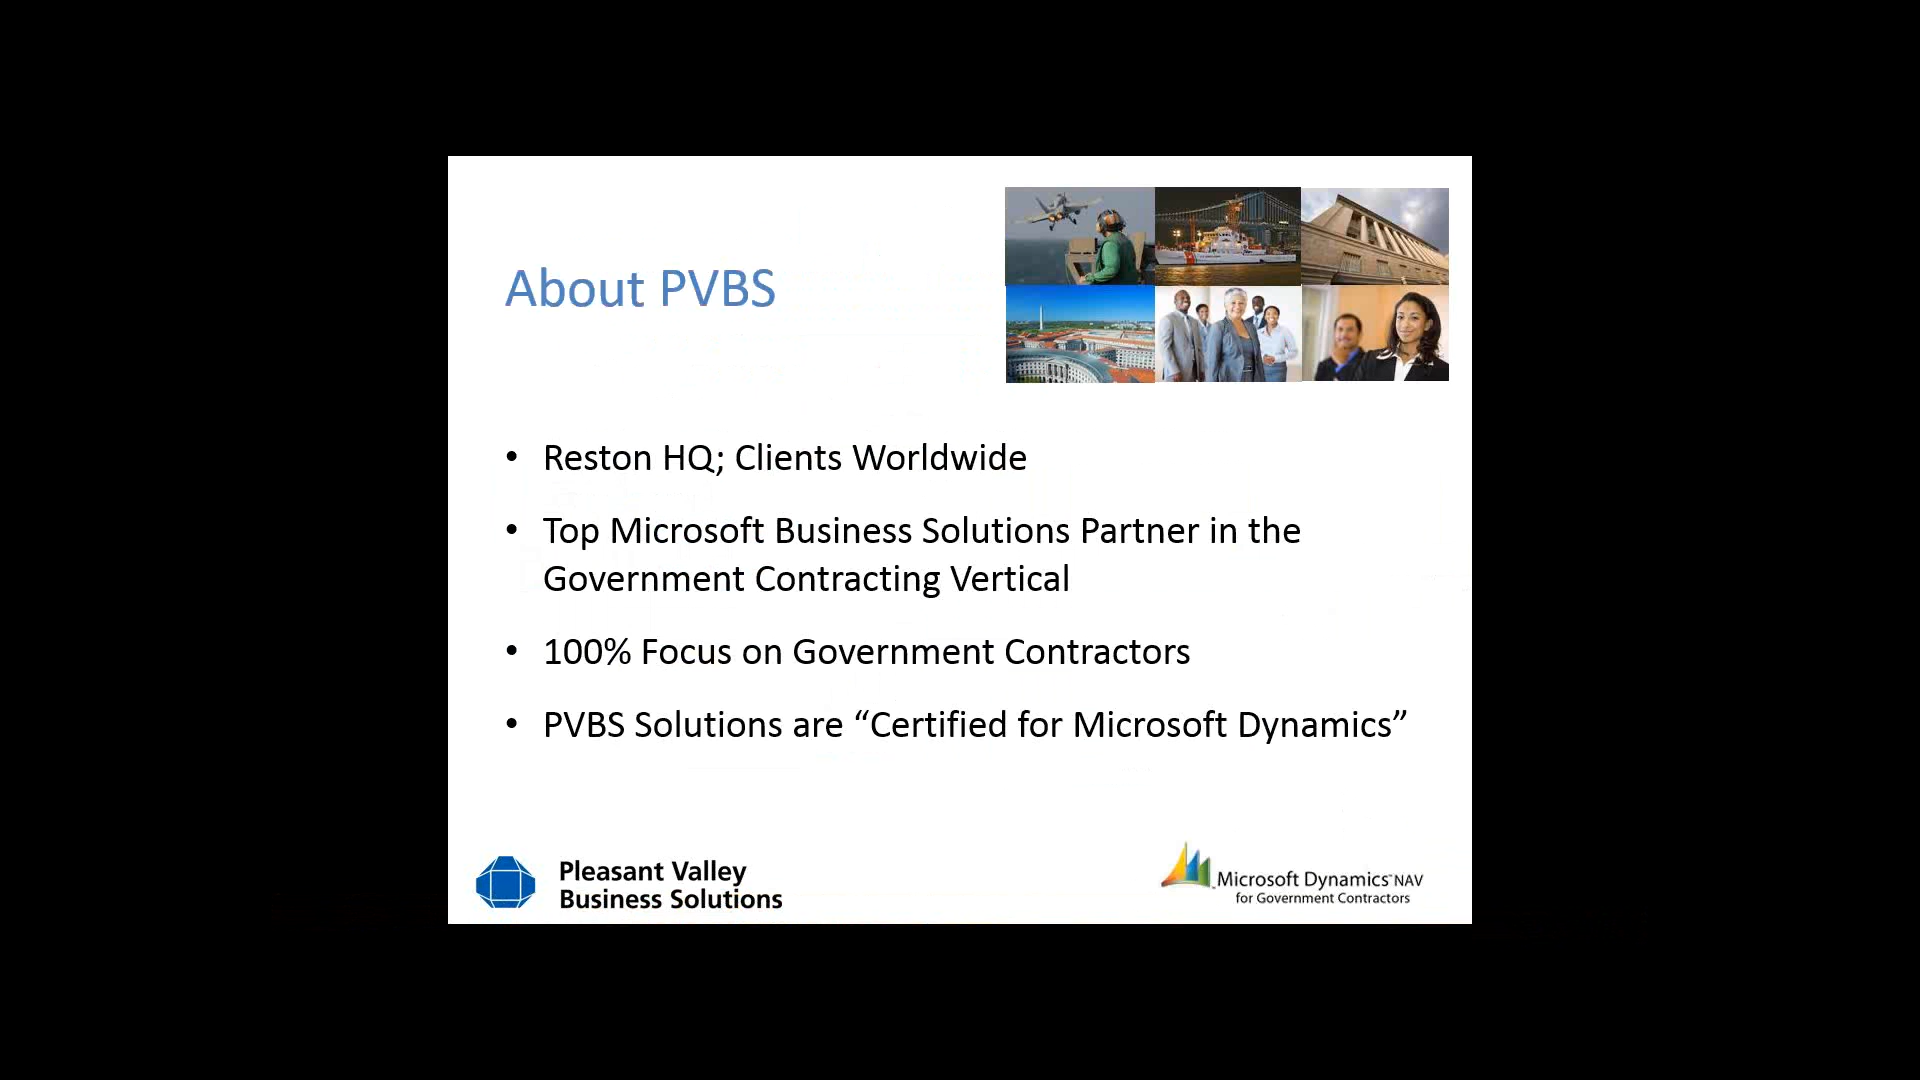 About PVBS
• Reston HQ; Clients Worldwide
• Top Microsoft Business Solutions Partner in the
Government Contracting Vertical
• 100% Focus on Government Contractors
• PVBS Solutions are “Certified for Microsoft Dynamics”
Pleasant Valley
Business Solutions
Microsoft Dynamics™ NAV
for Government Contractors